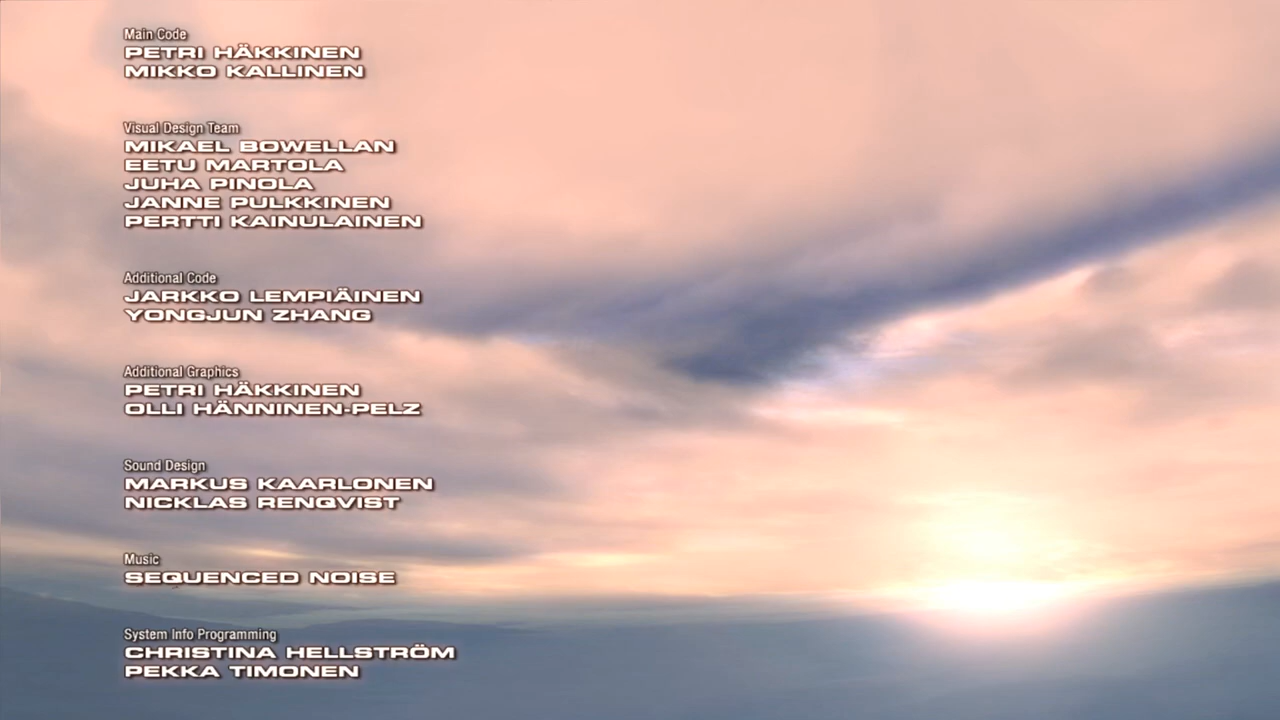 Main Code
PETRI HÄKKINEN
MIKKO KALLINEN
Visual Design Team
MIKAEL BOWELLAN
EETU MARTOLA
JUHA PINOLA
JANNE PULKKINEN
PERTTI KAINULAINEN
Additional Code
JARKKO LEMPIÄINEN
YONGJUN ZHANG
Additional Graphics
PETRI HÄKKINEN
OLLI HÄNNINEN-PELZ
Sound Design
MARKUS KAARLONEN
NICKLAS RENQVIST
Music
SEQUENCED NOISE
System Info Programming
CHRISTINA HELLSTRÖM
PEKKA TIMONEN